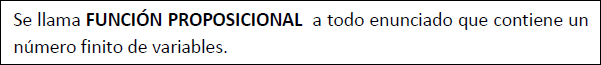 Se llama FUNCIÓN PROPOSICIONAL a todo enunciado que contiene un
número finito de variables.